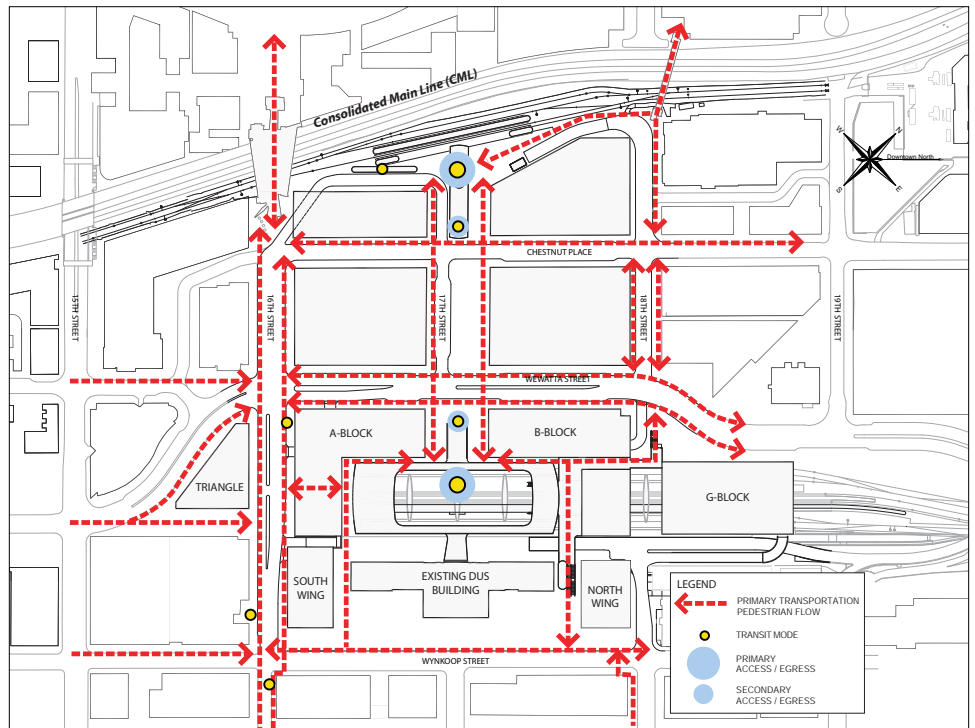 Consolidated Main Line (CML)
W
N
S
E
Downtown North
CHESTNUT PLACE
15TH STREET
16TH STREET
17TH STREET
18TH STREET
19TH STREET
WEWATTA STREET
A-BLOCK
B-BLOCK
TRIANGLE
G-BLOCK
SOUTH
WING
EXISTING DUS
BUILDING
NORTH
WING
WYNKOOP STREET
LEGEND
PRIMARY TRANSPORTATION
PEDESTRIAN FLOW
TRANSIT MODE
PRIMARY
ACCESS / EGRESS
SECONDARY
ACCESS / EGRESS